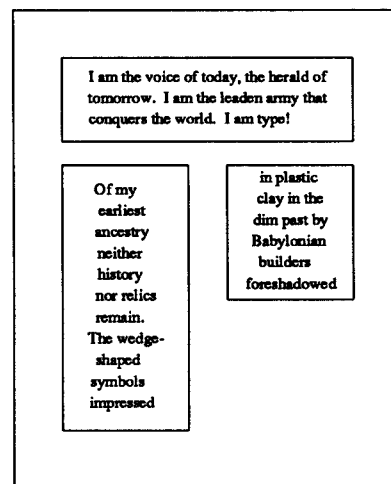 I am the voice of today, the herald of
tomorrow. I am the leaden army that
conquers the world. I am type!
Of my
earliest
ancestry
neither
history
nor relics
remain.
The wedge-
shaped
symbols
impressed
in plastic
clay in the
dim past by
Babylonian
builders
foreshadowed